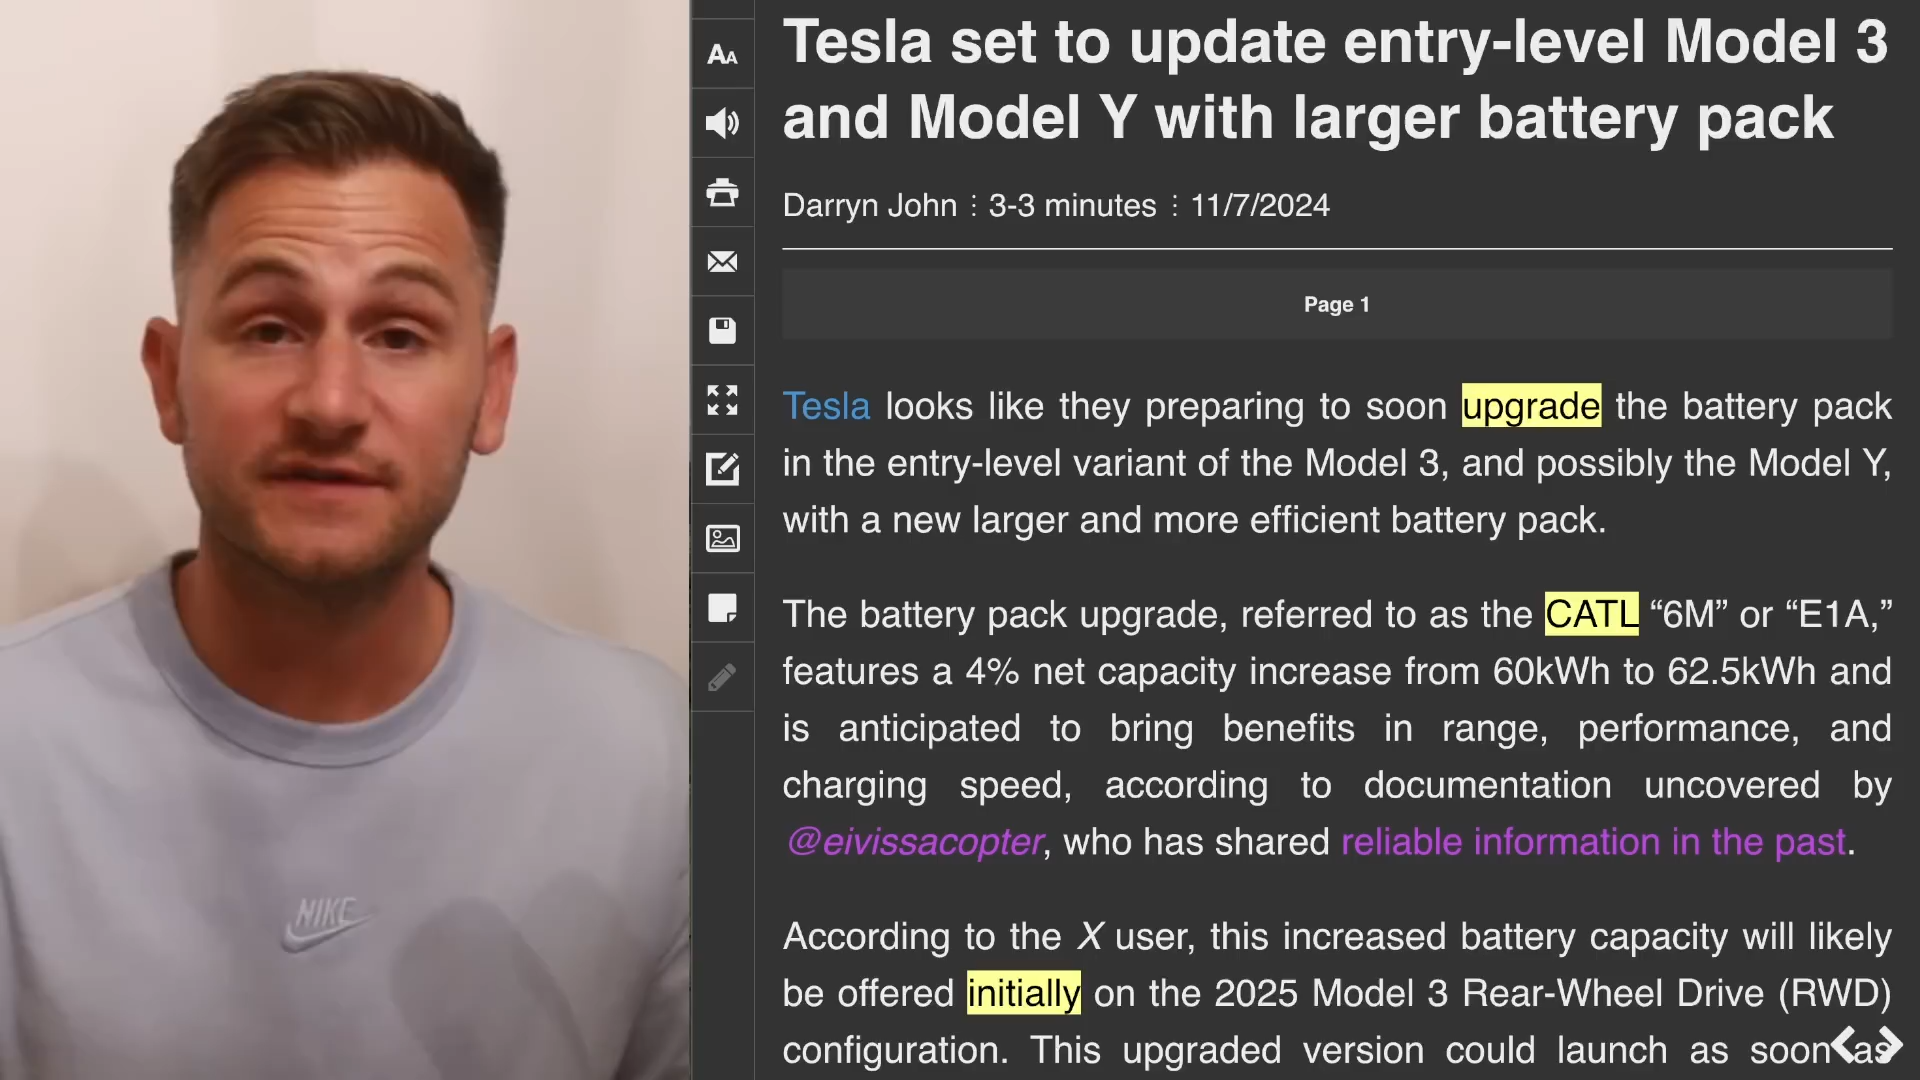 Tesla set to update entry-level Model 3
and Model Y with larger battery pack
Darryn John ⋮ 3-3 minutes ⋮ 11/7/2024
Page 1
Tesla looks like they preparing to soon upgrade the battery pack
in the entry-level variant of the Model 3, and possibly the Model Y,
with a new larger and more efficient battery pack.
The battery pack upgrade, referred to as the CATL “6M” or “E1A,”
features a 4% net capacity increase from 60kWh to 62.5kWh and
is anticipated to bring benefits in range, performance, and
charging speed, according to documentation uncovered by
@eivissacopter, who has shared reliable information in the past.
According to the X user, this increased battery capacity will likely
be offered initially on the 2025 Model 3 Rear-Wheel Drive (RWD)
configuration. This upgraded version could launch as soon as
AA
NIKE